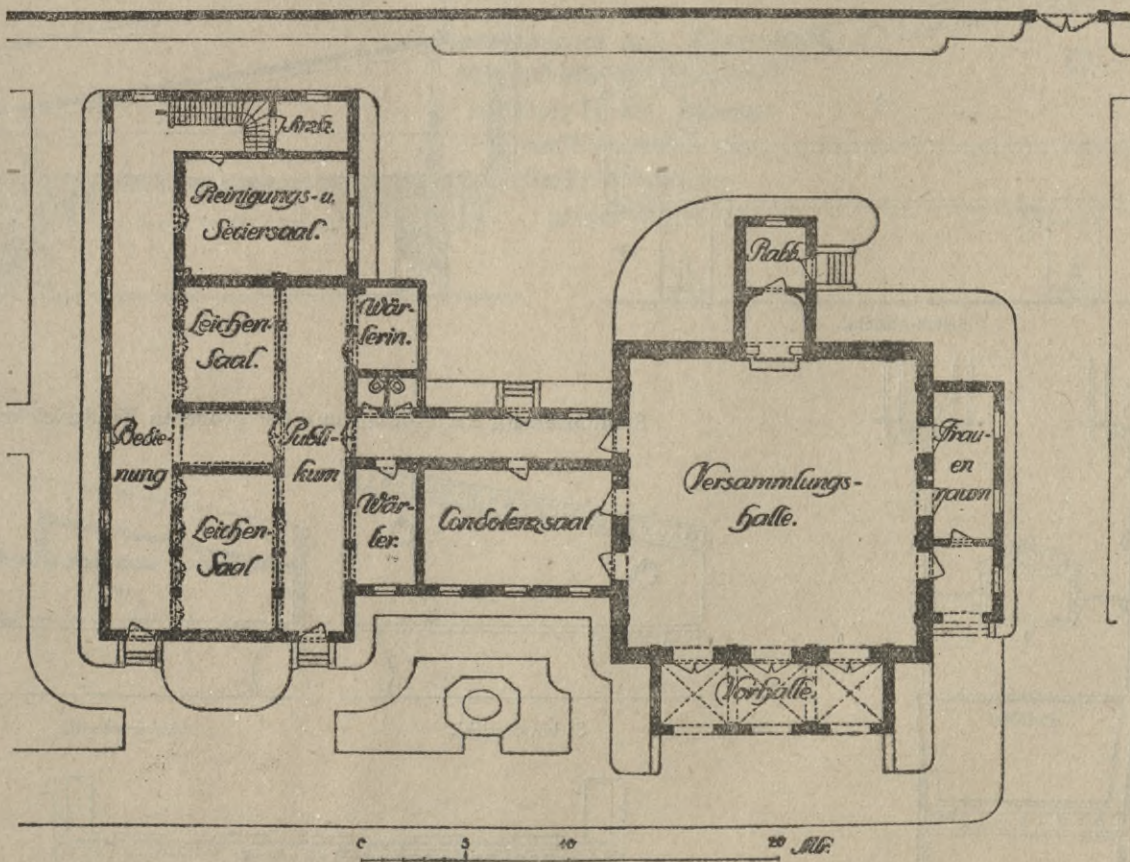 Arzt.
Reinigungs- u.
Seciersaal.
Rabb.
Leichen-
Saal.
Wär-
terin.
Bedie-
nung
Publi-
kum
Frau-
en
raum
Versammlungs-
halle.
Leichen-
Saal
Wär-
ter.
Condolenzsaal
Vorhalle.
0 5 10 20 Mtr.